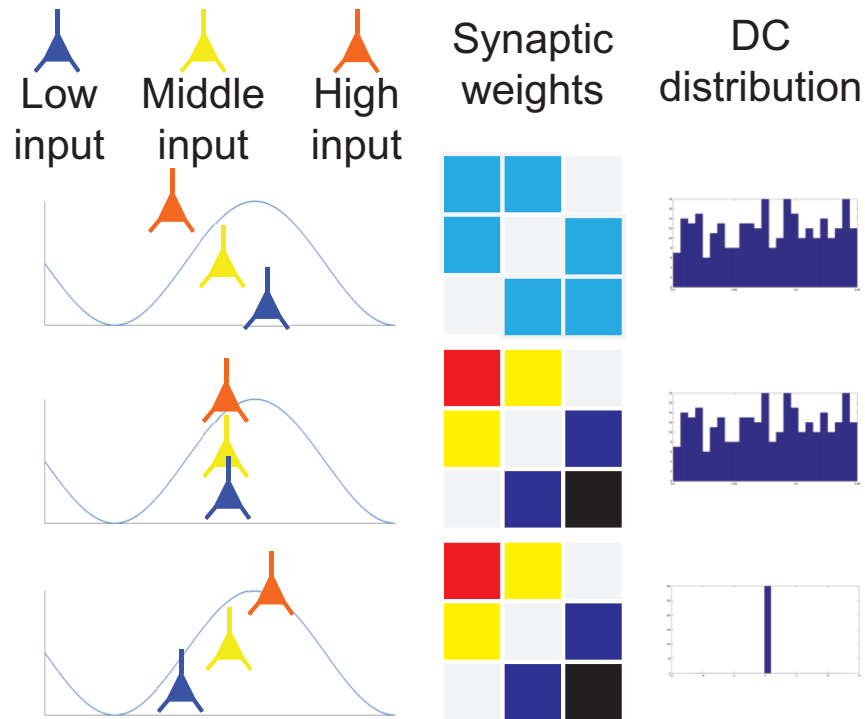 Low
input
Middle
input
High
input
Synaptic
weights
DC
distribution